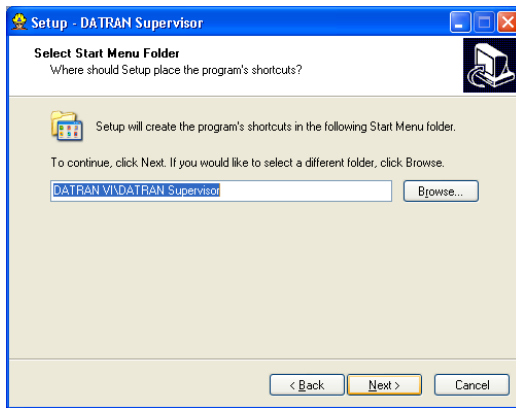 Setup - DATRAN Supervisor
Select Start Menu Folder
Where should Setup place the program's shortcuts?
Setup will create the program's shortcuts in the following Start Menu folder.
To continue, click Next. If you would like to select a different folder, click Browse.
DATRAN VI\DATRAN Supervisor
Browse...
< Back
Next >
Cancel